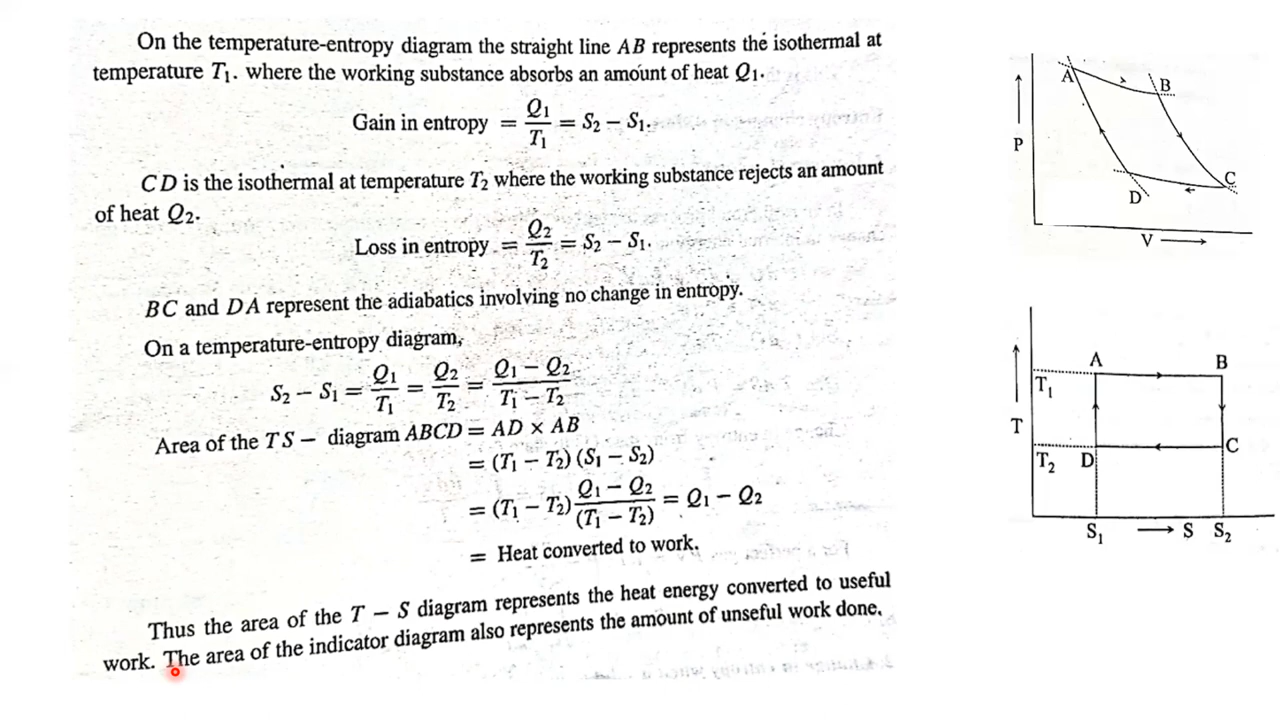 On the temperature-entropy diagram the straight line AB represents the isothermal at
temperature T₁. where the working substance absorbs an amount of heat Q₁.
Gain in entropy = Q₁/T₁ = S₂ – S₁.
CD is the isothermal at temperature T₂ where the working substance rejects an amount
of heat Q₂.
Loss in entropy = Q₂/T₂ = S₂ – S₁.
BC and DA represent the adiabatics involving no change in entropy.
On a temperature-entropy diagram,
S₂ – S₁ = Q₁/T₁ = Q₂/T₂ = (Q₁ – Q₂)/(T₁ – T₂)
Area of the TS – diagram ABCD = AD × AB
= (T₁ – T₂) (S₁ – S₂)
= (T₁ – T₂) (Q₁ – Q₂)/(T₁ – T₂) = Q₁ – Q₂
= Heat converted to work.
Thus the area of the T – S diagram represents the heat energy converted to useful
work. The area of the indicator diagram also represents the amount of unseful work done.
A
B
P
C
D
V
A
B
T₁
T
C
T₂
D
S₁
S
S₂